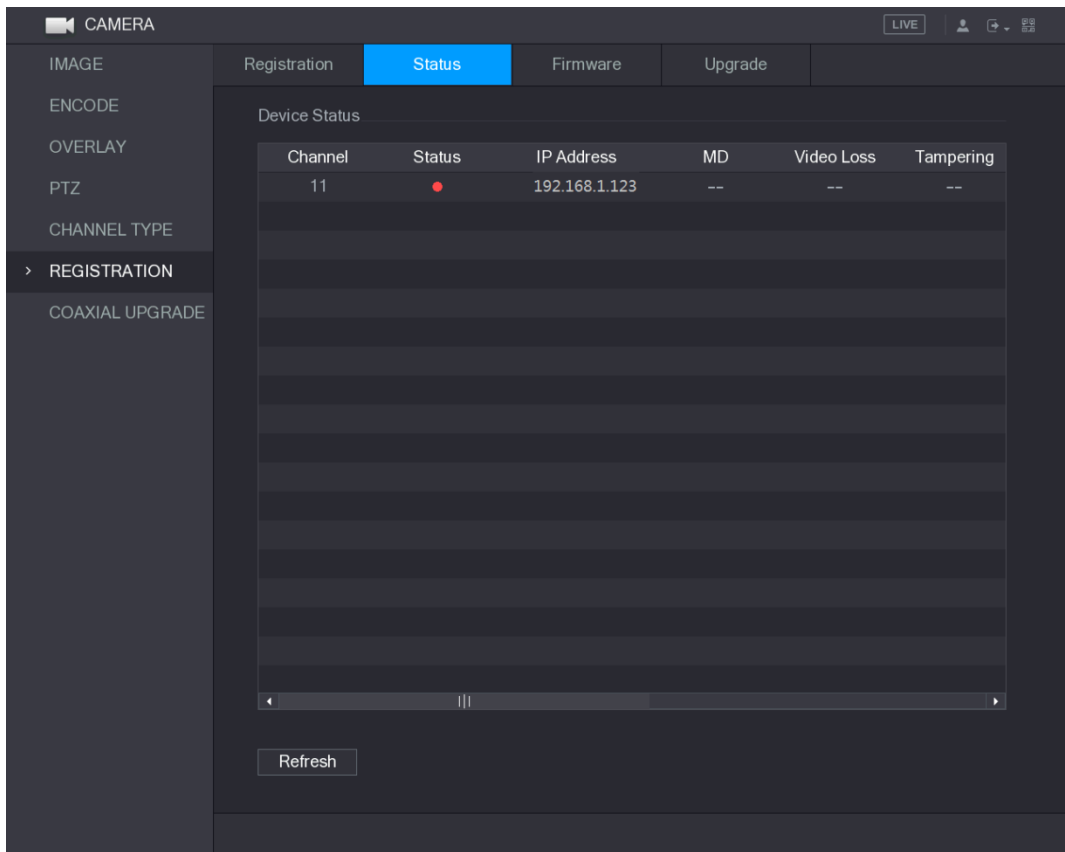 CAMERA LIVE
IMAGE
ENCODE
OVERLAY
PTZ
CHANNEL TYPE
REGISTRATION
COAXIAL UPGRADE
Registration Status Firmware Upgrade
Device Status
Channel Status IP Address MD Video Loss Tampering
11 192.168.1.123 -- -- --
Refresh